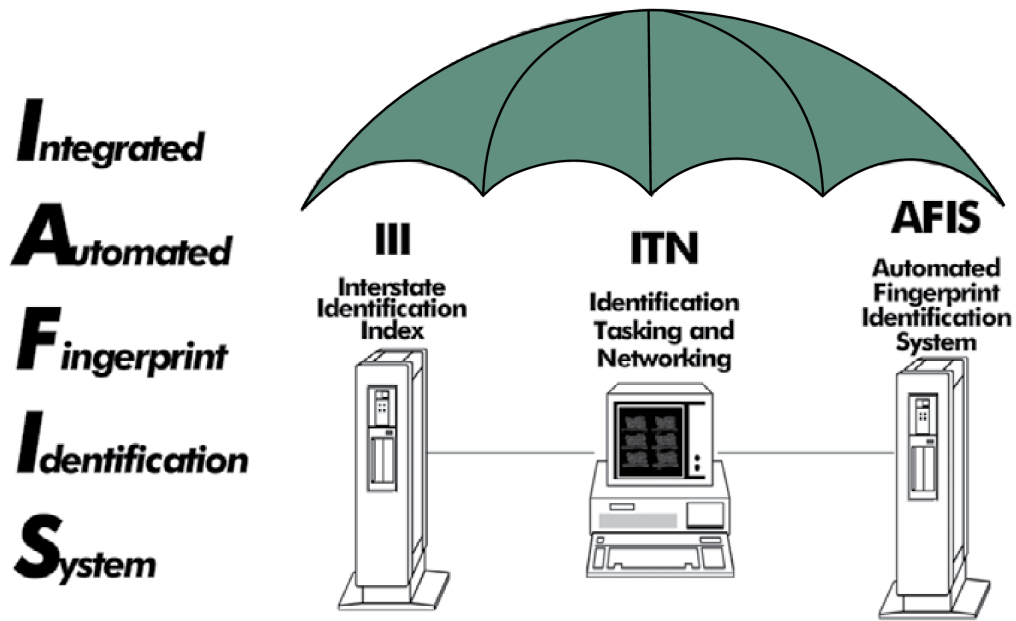 Integrated
Automated
Fingerprint
Identification
System
III
Interstate
Identification
Index
ITN
Identification
Tasking and
Networking
AFIS
Automated
Fingerprint
Identification
System